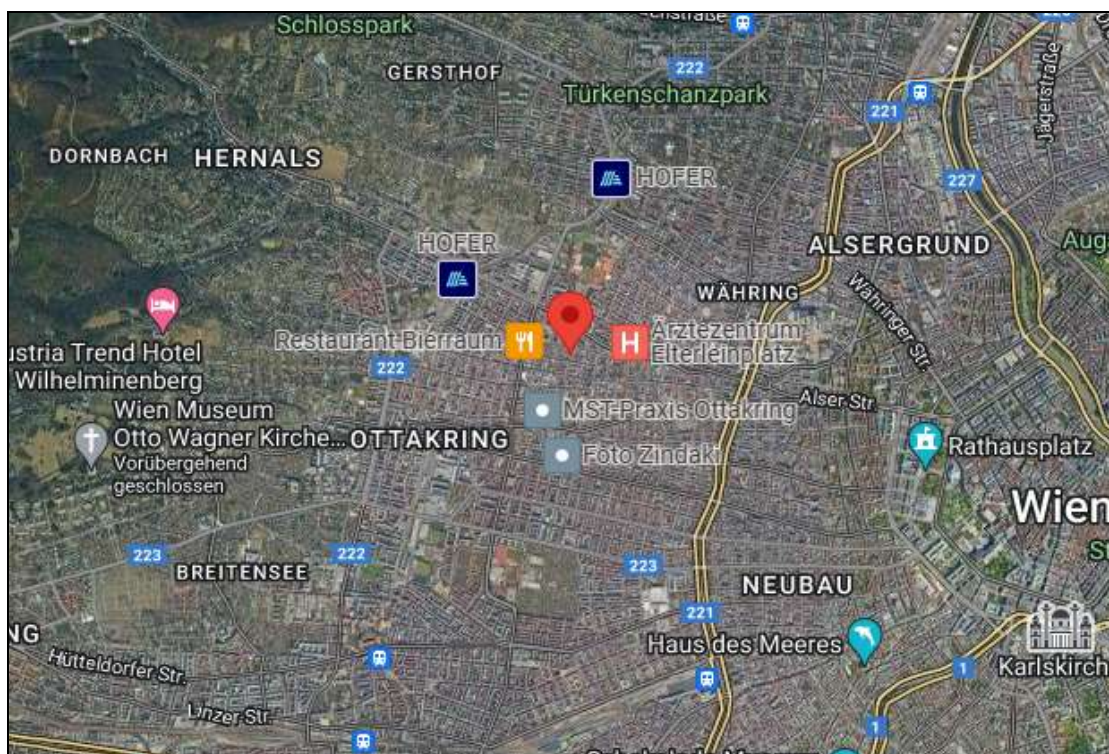 Schlosspark
GERSTHOF
222
Türkenschanzpark
221
Jägerstraße
DORNBACH
HERNALS
HOFER
227
HOFER
ALSERGRUND
WÄHRING
Währinger Str.
Restaurant Bierraum
H
Ärztezentrum
Elterleinplatz
ustria Trend Hotel
Wilhelminenberg
222
Wien Museum
Otto Wagner Kirche...
Vorübergehend
geschlossen
OTTAKRING
MST-Praxis Ottakring
Alser Str.
Foto Zindaki
Rathausplatz
Wien
223
222
BREITENSEE
223
NEUBAU
221
NG
Hütteldorfer Str.
Haus des Meeres
1
Karlskirch
Linzer Str.
1